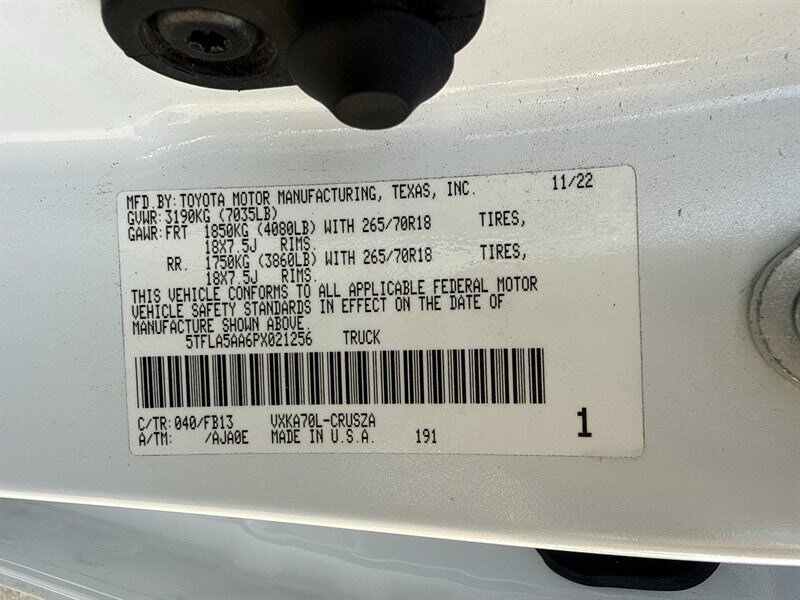 MFD.BY:TOYOTA MOTOR MANUFACTURING, TEXAS, INC. 11/22
GVWR:3190KG (7035LB)
GAWR:FRT 1850KG (4080LB) WITH 265/70R18 TIRES,
18X7.5J RIMS.
RR. 1750KG (3860LB) WITH 265/70R18 TIRES,
18X7.5J RIMS.
THIS VEHICLE CONFORMS TO ALL APPLICABLE FEDERAL MOTOR
VEHICLE SAFETY STANDARDS IN EFFECT ON THE DATE OF
MANUFACTURE SHOWN ABOVE.
5TFLA5AA6PX021256 TRUCK
C/TR:040/FB13 VXKA70L-CRUSZA
A/TM: /AJA0E MADE IN U.S.A. 191 1